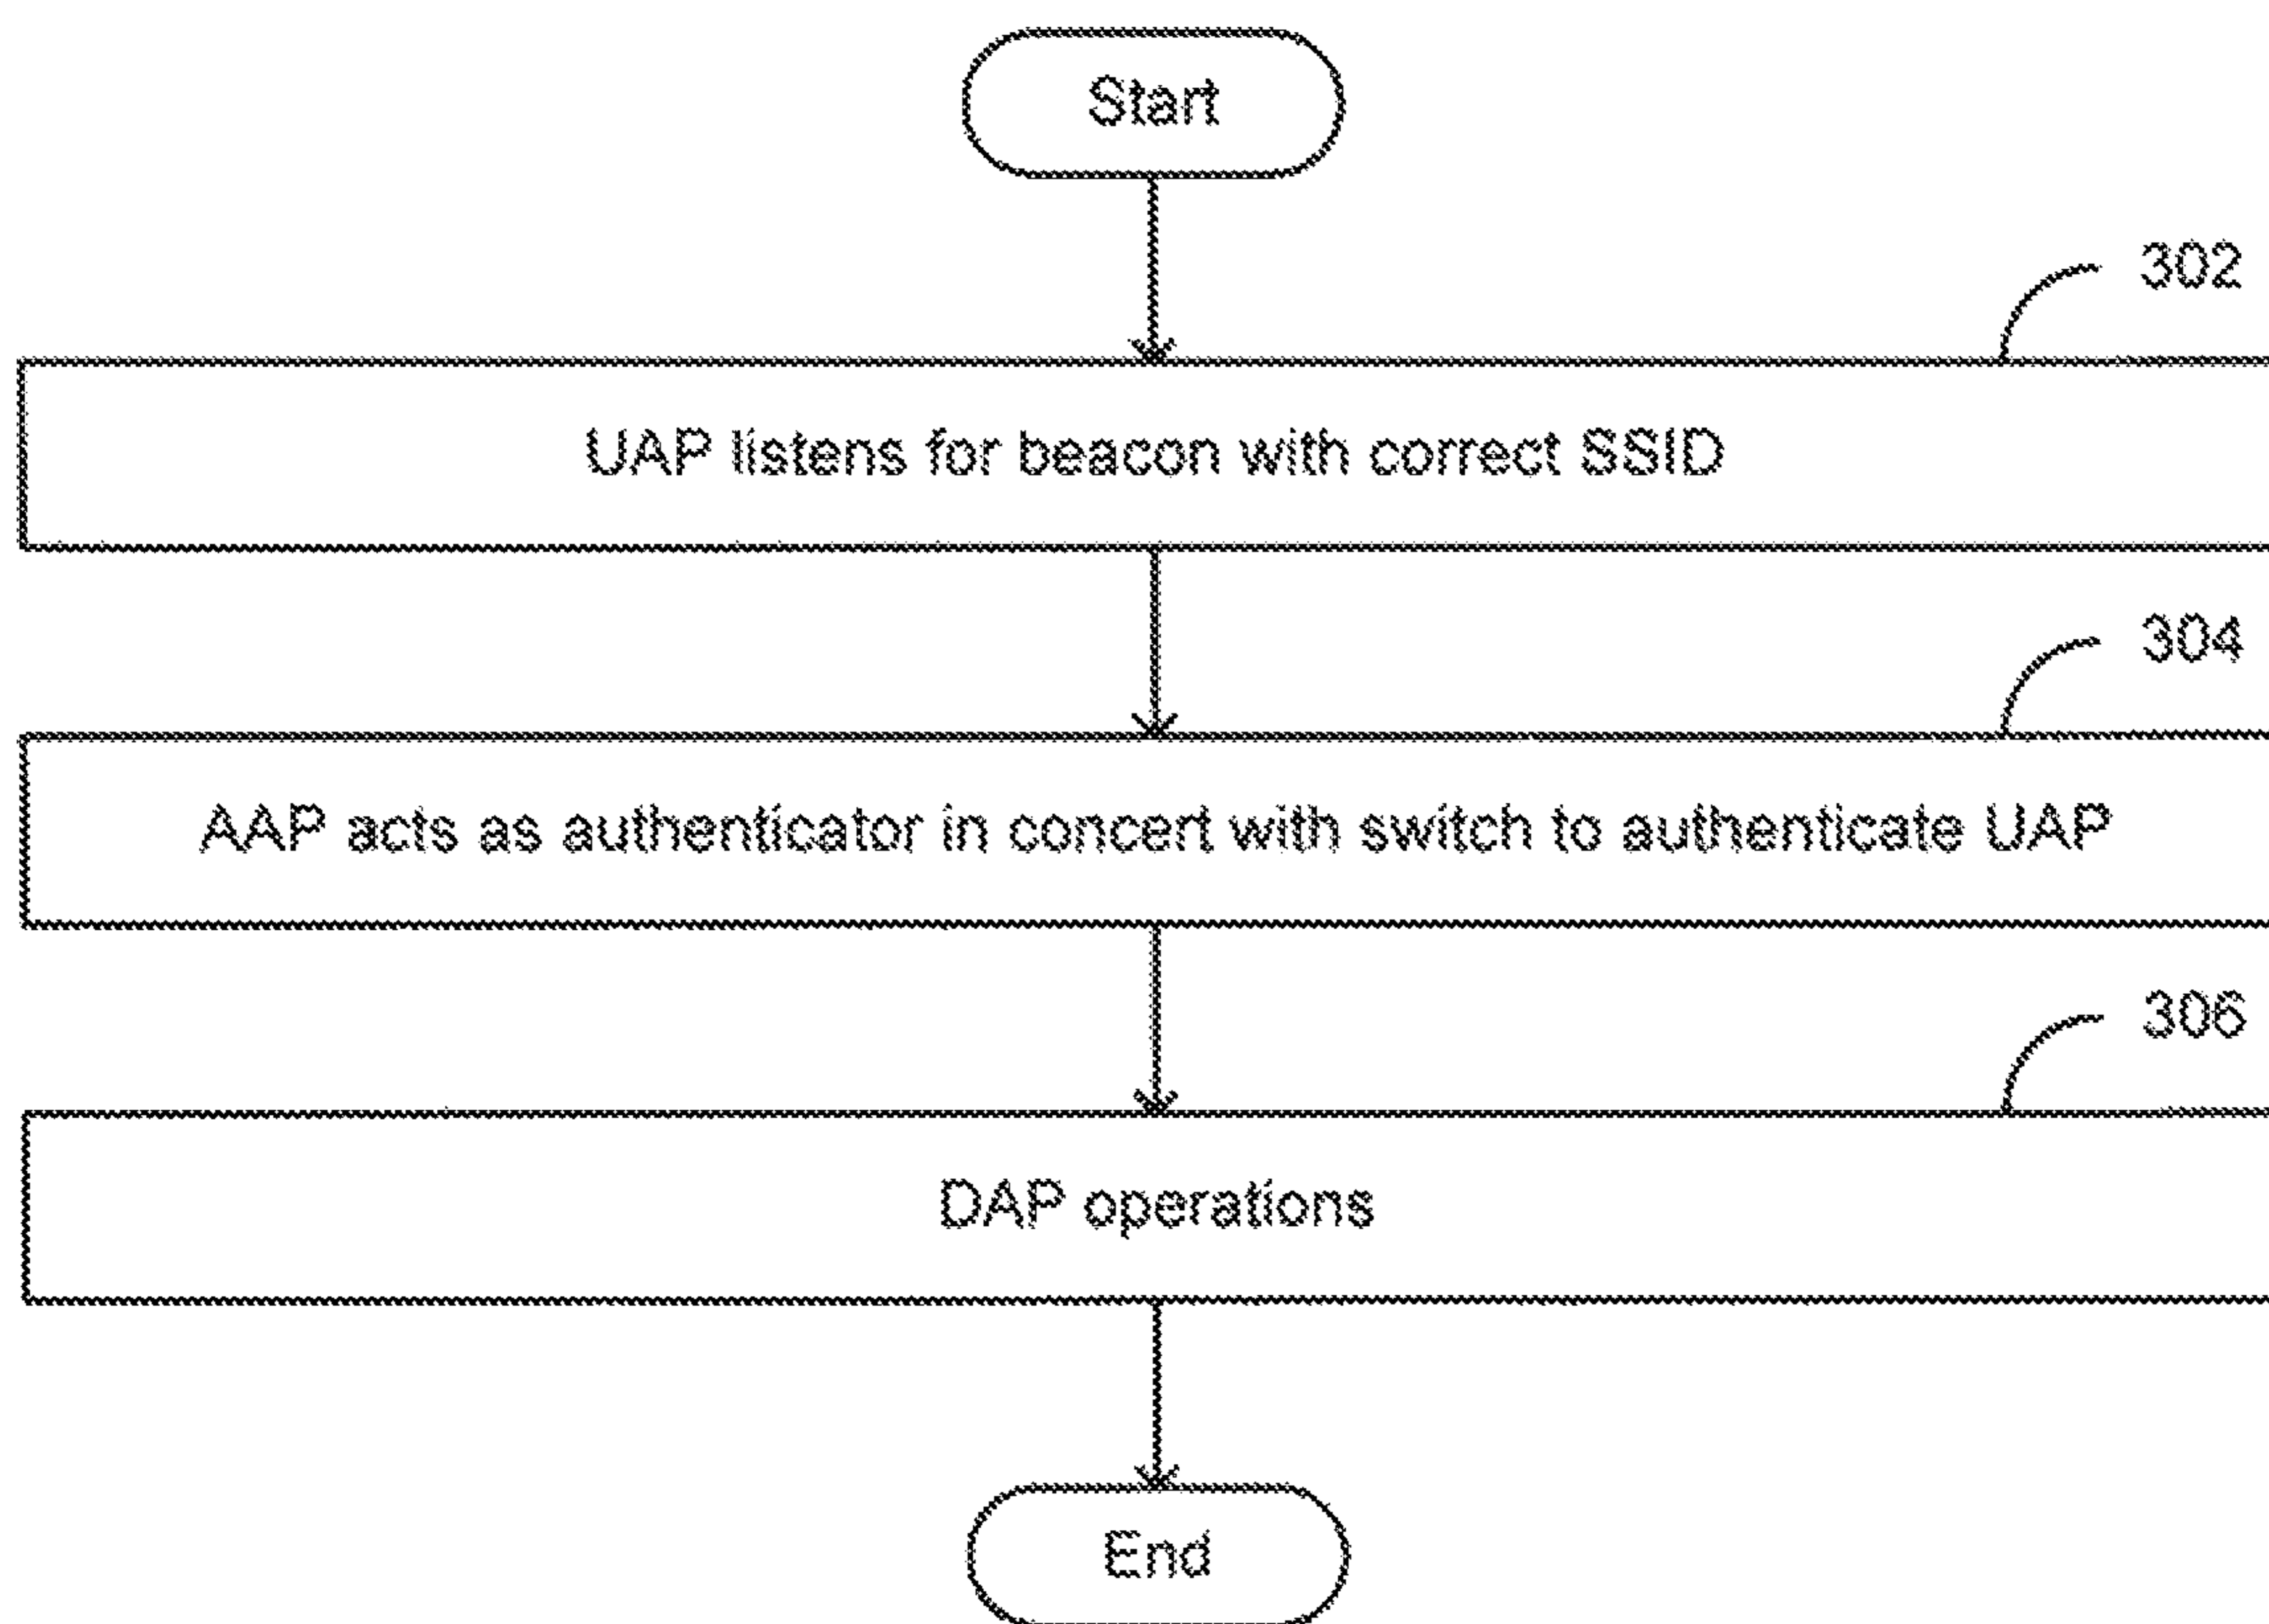 Start
302
UAP listens for beacon with correct SSID
304
AAP acts as authenticator in concert with switch to authenticate UAP
306
DAP operations
End